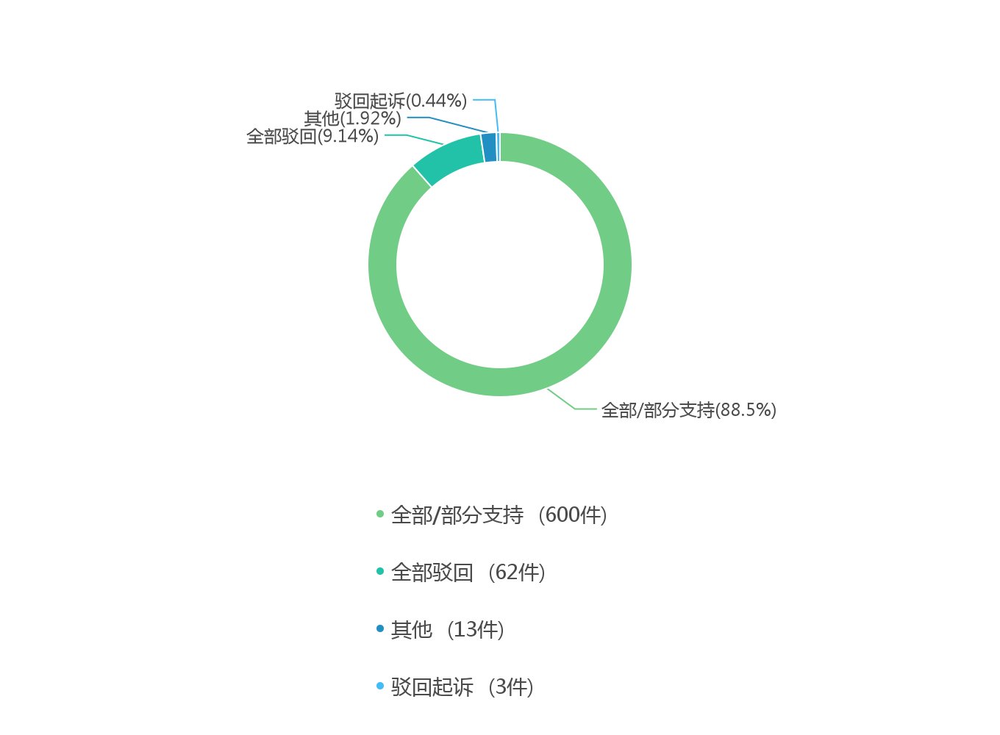 驳回起诉(0.44%)
其他(1.92%)
全部驳回(9.14%)
全部/部分支持(88.5%)
全部/部分支持 (600件)
全部驳回 (62件)
其他 (13件)
驳回起诉 (3件)